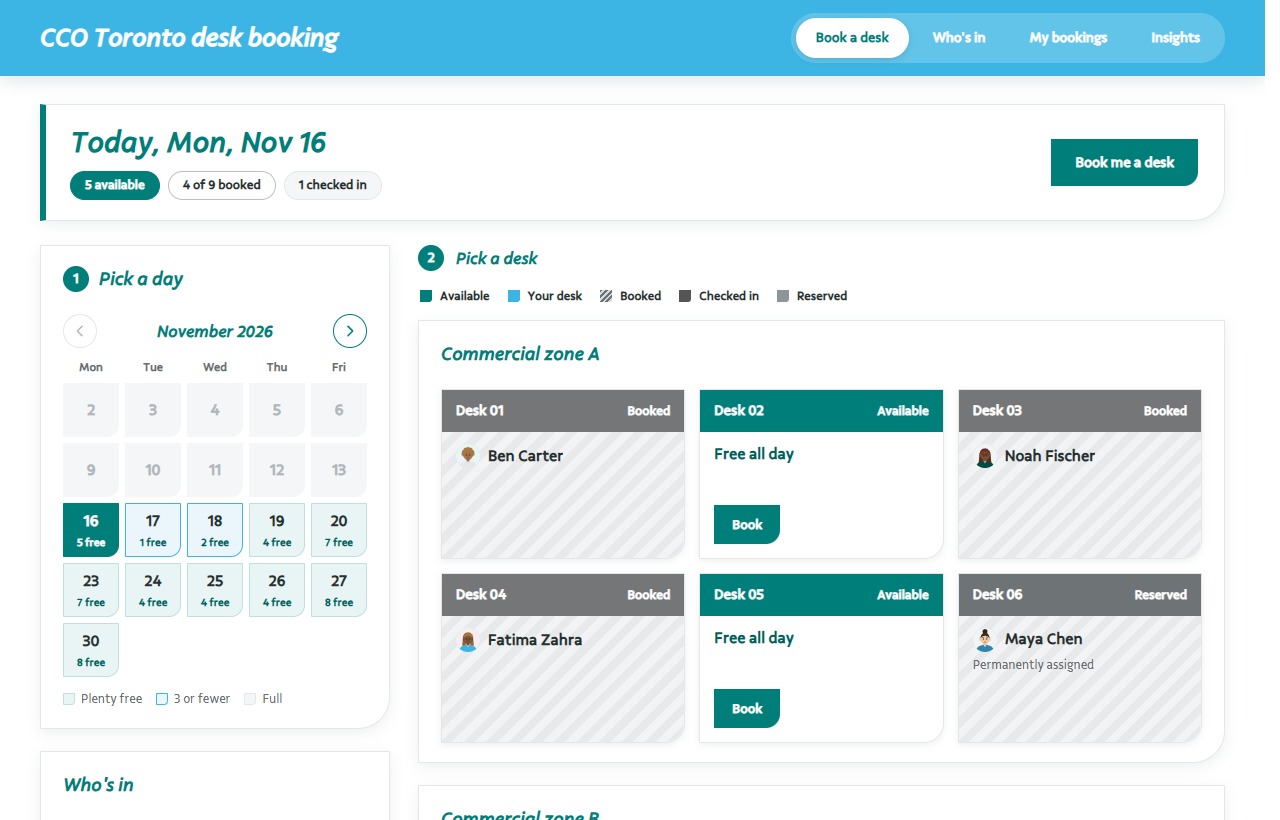 CCO Toronto desk booking
Book a desk
Who's in
My bookings
Insights
Today, Mon, Nov 16
5 available
4 of 9 booked
1 checked in
Book me a desk
1 Pick a day
November 2026
Mon Tue Wed Thu Fri
2 3 4 5 6
9 10 11 12 13
16 17 18 19 20
5 free 1 free 2 free 4 free 7 free
23 24 25 26 27
7 free 4 free 4 free 4 free 8 free
30
8 free
Plenty free 3 or fewer Full
Who's in
2 Pick a desk
Available Your desk Booked Checked in Reserved
Commercial zone A
Desk 01 Booked
Ben Carter
Desk 02 Available
Free all day
Book
Desk 03 Booked
Noah Fischer
Desk 04 Booked
Fatima Zahra
Desk 05 Available
Free all day
Book
Desk 06 Reserved
Maya Chen
Permanently assigned
Commercial zone B